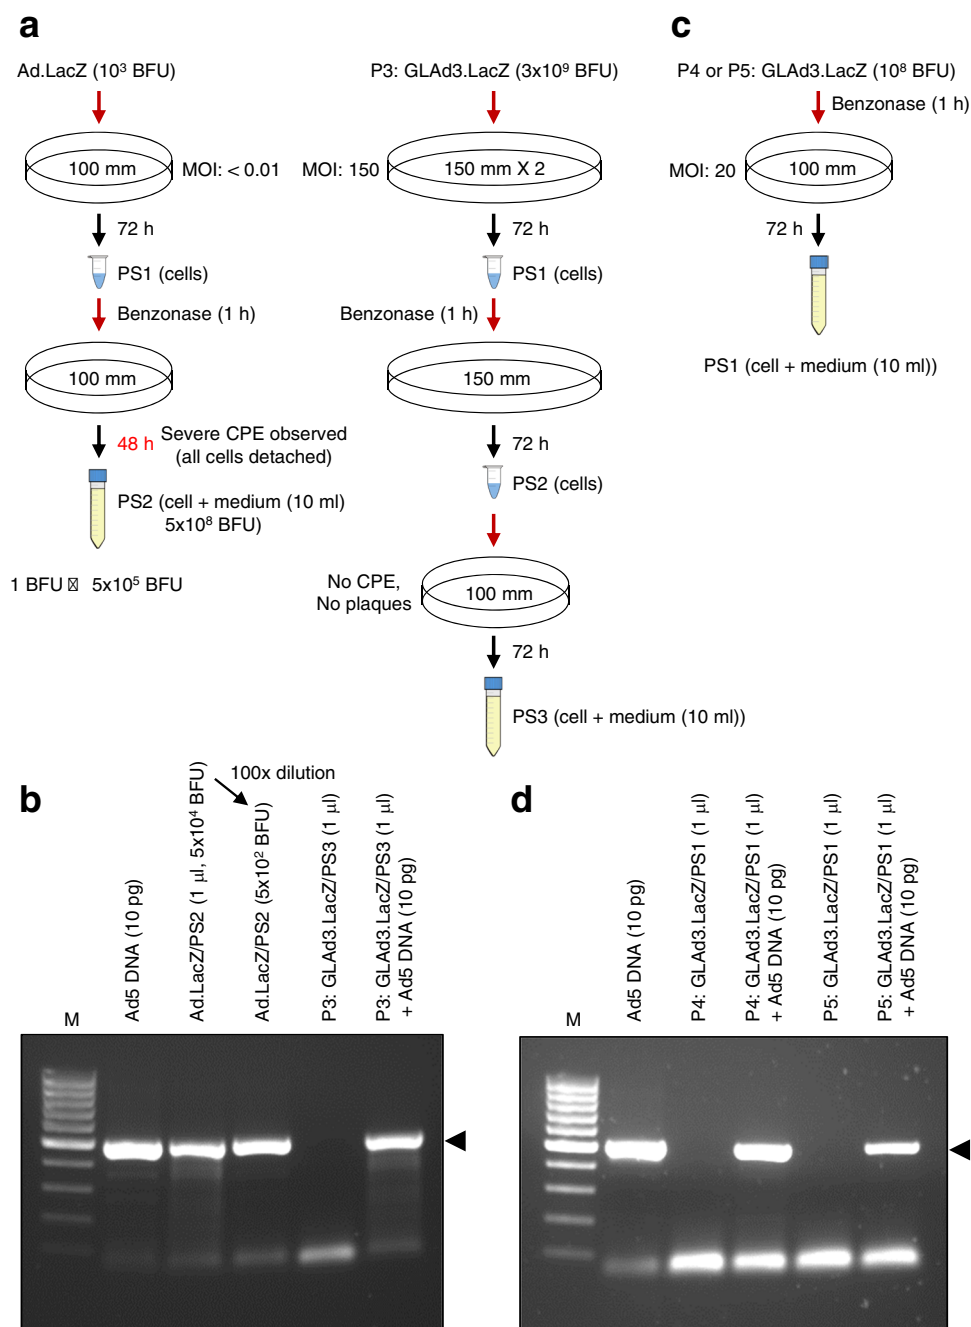 a
Ad.LacZ (10³ BFU)
100 mm
MOI: < 0.01
72 h
PS1 (cells)
Benzonase (1 h)
100 mm
48 h
Severe CPE observed
(all cells detached)
PS2 (cell + medium (10 ml)
5x10⁸ BFU)
1 BFU 5x10⁵ BFU
P3: GLAd3.LacZ (3x10⁹ BFU)
MOI: 150
150 mm X 2
72 h
PS1 (cells)
Benzonase (1 h)
150 mm
72 h
PS2 (cells)
No CPE,
No plaques
100 mm
72 h
PS3 (cell + medium (10 ml))
c
P4 or P5: GLAd3.LacZ (10⁸ BFU)
Benzonase (1 h)
MOI: 20
100 mm
72 h
PS1 (cell + medium (10 ml))
b
100x dilution
M
Ad5 DNA (10 pg)
Ad.LacZ/PS2 (1 μl, 5x10⁴ BFU)
Ad.LacZ/PS2 (5x10² BFU)
P3: GLAd3.LacZ/PS3 (1 μl)
P3: GLAd3.LacZ/PS3 (1 μl)
+ Ad5 DNA (10 pg)
d
M
Ad5 DNA (10 pg)
P4: GLAd3.LacZ/PS1 (1 μl)
P4: GLAd3.LacZ/PS1 (1 μl)
+ Ad5 DNA (10 pg)
P5: GLAd3.LacZ/PS1 (1 μl)
P5: GLAd3.LacZ/PS1 (1 μl)
+ Ad5 DNA (10 pg)